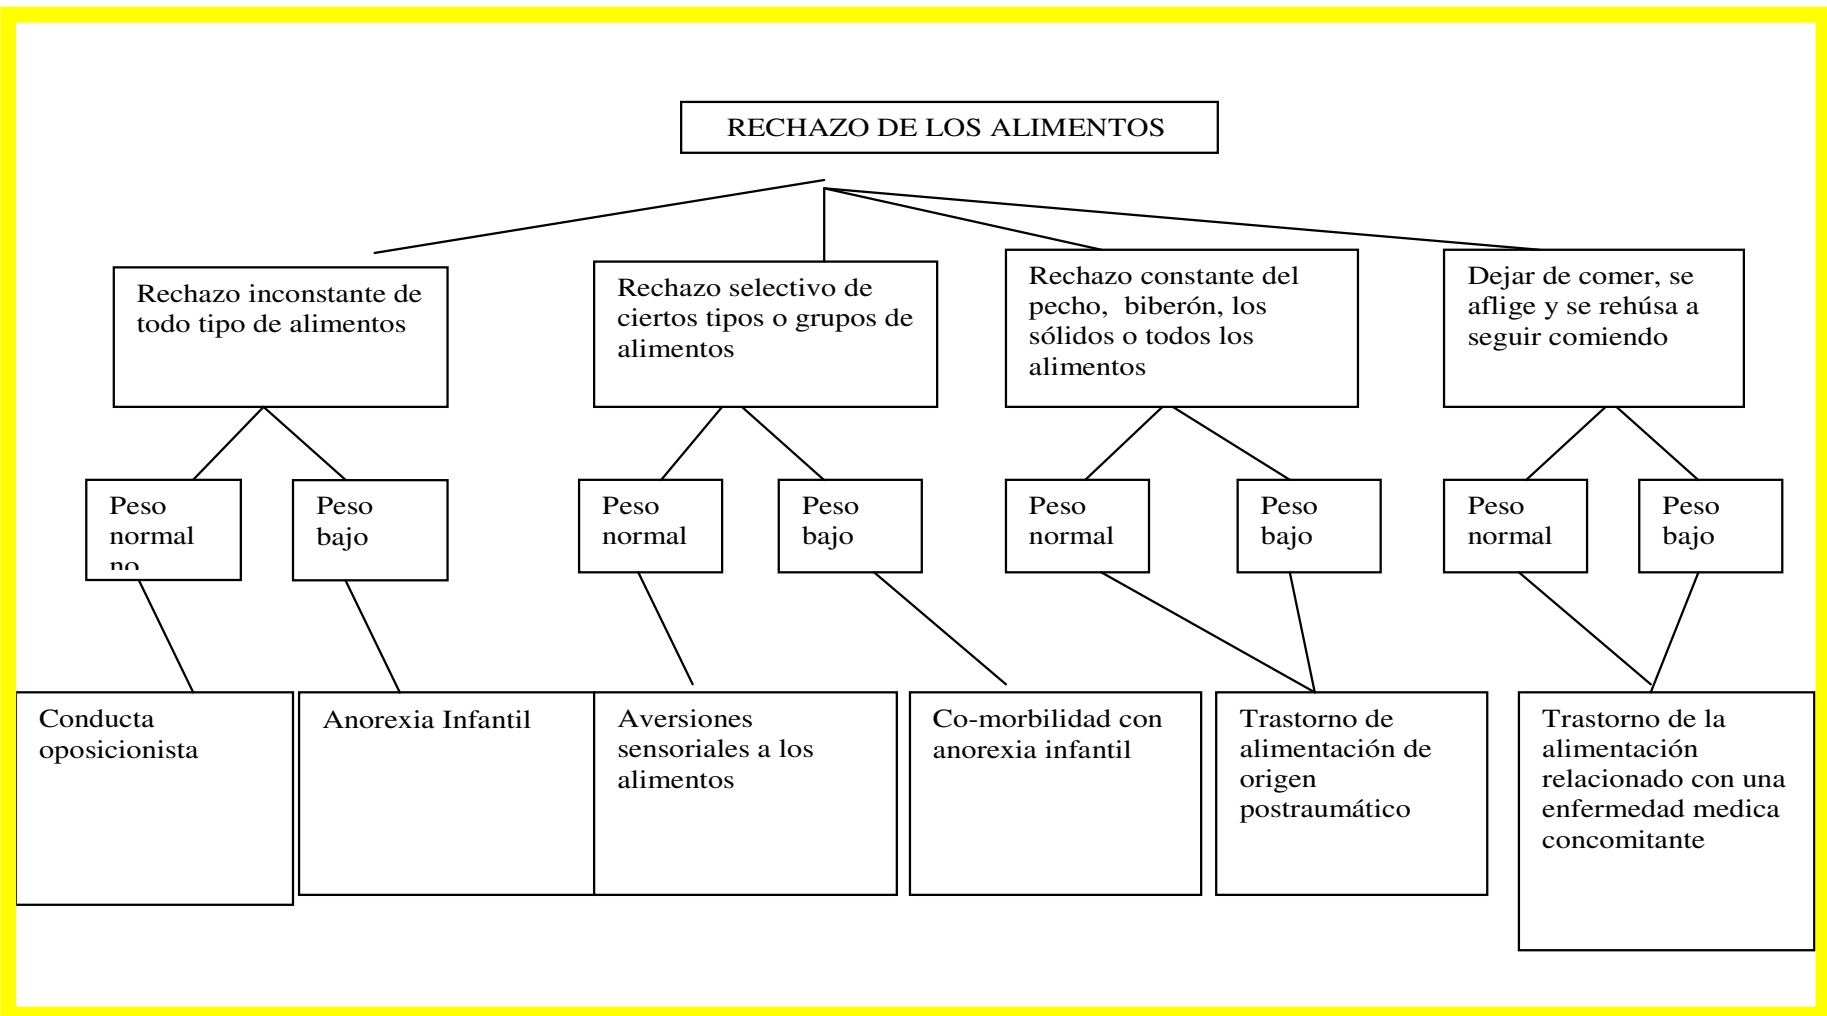 RECHAZO DE LOS ALIMENTOS
Rechazo inconstante de
todo tipo de alimentos
Rechazo selectivo de
ciertos tipos o grupos de
alimentos
Rechazo constante del
pecho,  biberón, los
sólidos o todos los
alimentos
Dejar de comer, se
aflige y se rehúsa a
seguir comiendo
Peso
normal
no
Peso
bajo
Peso
normal
Peso
bajo
Peso
normal
Peso
bajo
Peso
normal
Peso
bajo
Conducta
oposicionista
Anorexia Infantil
Aversiones
sensoriales a los
alimentos
Co-morbilidad con
anorexia infantil
Trastorno de
alimentación de
origen
postraumático
Trastorno de la
alimentación
relacionado con una
enfermedad medica
concomitante